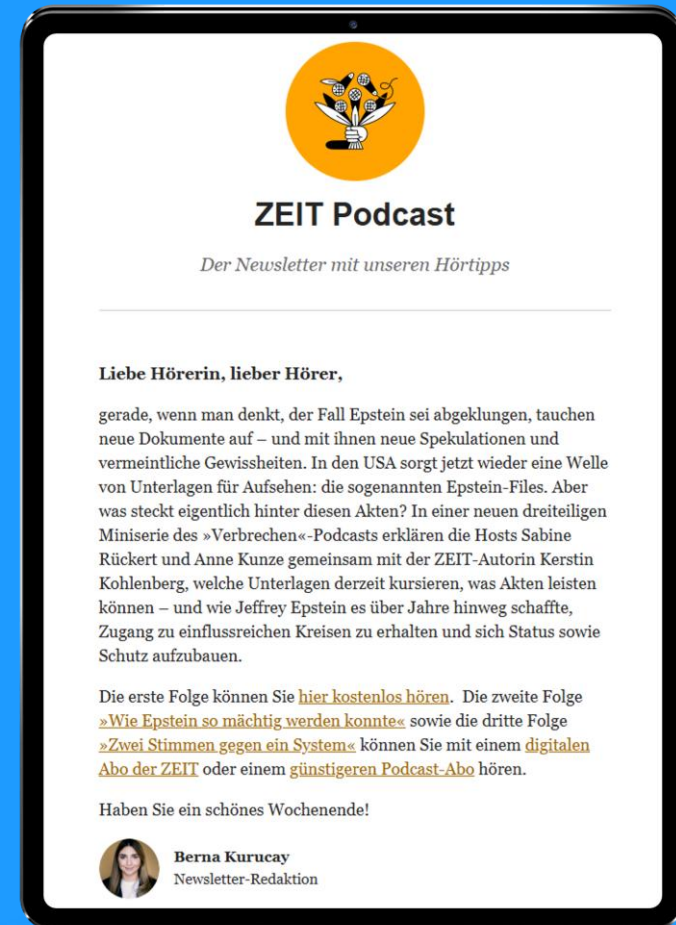 ZEIT Podcast
Der Newsletter mit unseren Hörtipps
Liebe Hörerin, lieber Hörer,
gerade, wenn man denkt, der Fall Epstein sei abgeklungen, tauchen
neue Dokumente auf – und mit ihnen neue Spekulationen und
vermeintliche Gewissheiten. In den USA sorgt jetzt wieder eine Welle
von Unterlagen für Aufsehen: die sogenannten Epstein-Files. Aber
was steckt eigentlich hinter diesen Akten? In einer neuen dreiteiligen
Miniserie des »Verbrechen«-Podcasts erklären die Hosts Sabine
Rückert und Anne Kunze gemeinsam mit der ZEIT-Autorin Kerstin
Kohlenberg, welche Unterlagen derzeit kursieren, was Akten leisten
können – und wie Jeffrey Epstein es über Jahre hinweg schaffte,
Zugang zu einflussreichen Kreisen zu erhalten und sich Status sowie
Schutz aufzubauen.
Die erste Folge können Sie hier kostenlos hören. Die zweite Folge
»Wie Epstein so mächtig werden konnte« sowie die dritte Folge
»Zwei Stimmen gegen ein System« können Sie mit einem digitalen
Abo der ZEIT oder einem günstigeren Podcast-Abo hören.
Haben Sie ein schönes Wochenende!
Berna Kurucay
Newsletter-Redaktion